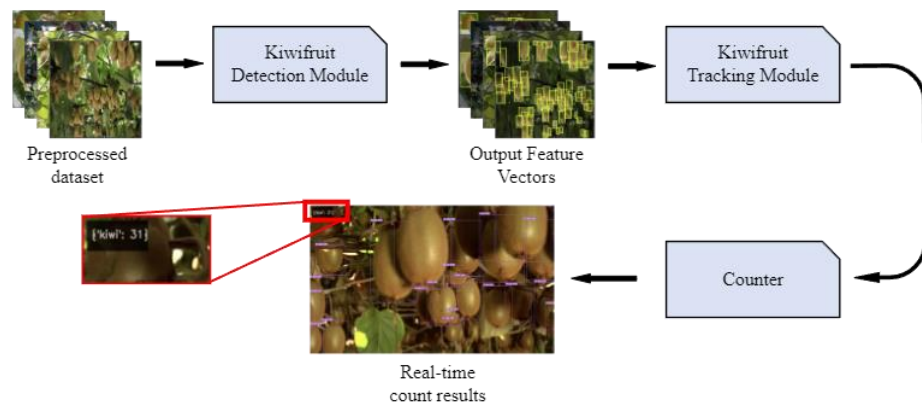 Kiwifruit
Detection Module
Kiwifruit
Tracking Module
Preprocessed
dataset
Output Feature
Vectors
{'kiwi': 31}
Counter
Real-time
count results